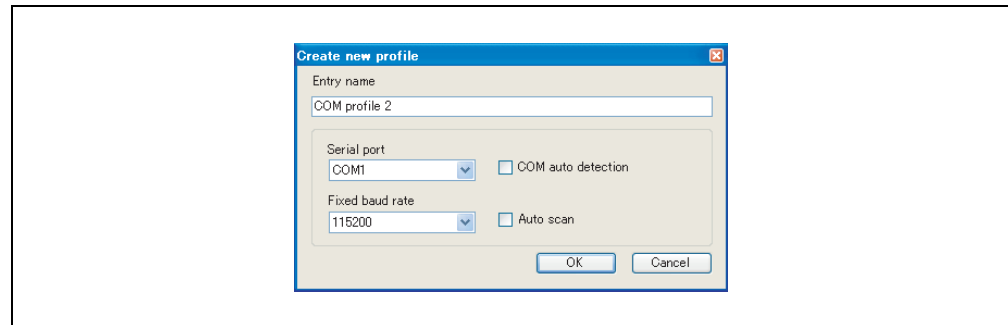 Create new profile
Entry name
COM profile 2
Serial port
COM1
COM auto detection
Fixed baud rate
115200
Auto scan
OK
Cancel